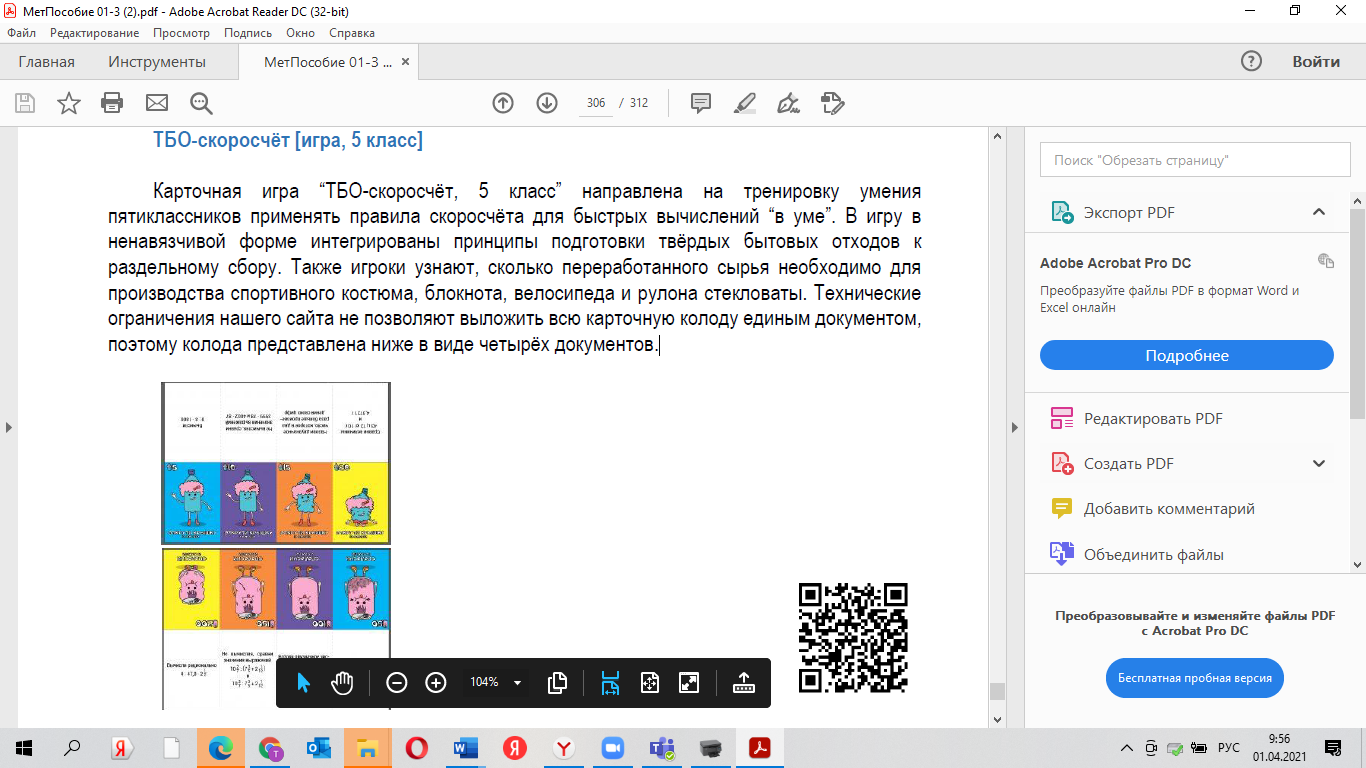 МетПособие 01-3 (2).pdf - Adobe Acrobat Reader DC (32-bit)
Файл Редактирование Просмотр Подпись Окно Справка
Главная Инструменты МетПособие 01-3 ... × Войти
306 / 312
ТБО-скоросчёт [игра, 5 класс]
Карточная игра “ТБО-скоросчёт, 5 класс” направлена на тренировку умения
пятиклассников применять правила скоросчёта для быстрых вычислений “в уме”. В игру в
ненавязчивой форме интегрированы принципы подготовки твёрдых бытовых отходов к
раздельному сбору. Также игроки узнают, сколько переработанного сырья необходимо для
производства спортивного костюма, блокнота, велосипеда и рулона стекловаты. Технические
ограничения нашего сайта не позволяют выложить всю карточную колоду единым документом,
поэтому колода представлена ниже в виде четырёх документов.
Вычисли рационально
Не вычисляя, сравни
значения выражений
104%
Поиск "Обрезать страницу"
Экспорт PDF
Adobe Acrobat Pro DC
Преобразуйте файлы PDF в формат Word и
Excel онлайн
Подробнее
Редактировать PDF
Создать PDF
Добавить комментарий
Объединить файлы
Преобразовывайте и изменяйте файлы PDF
с Acrobat Pro DC
Бесплатная пробная версия
РУС
9:56
01.04.2021